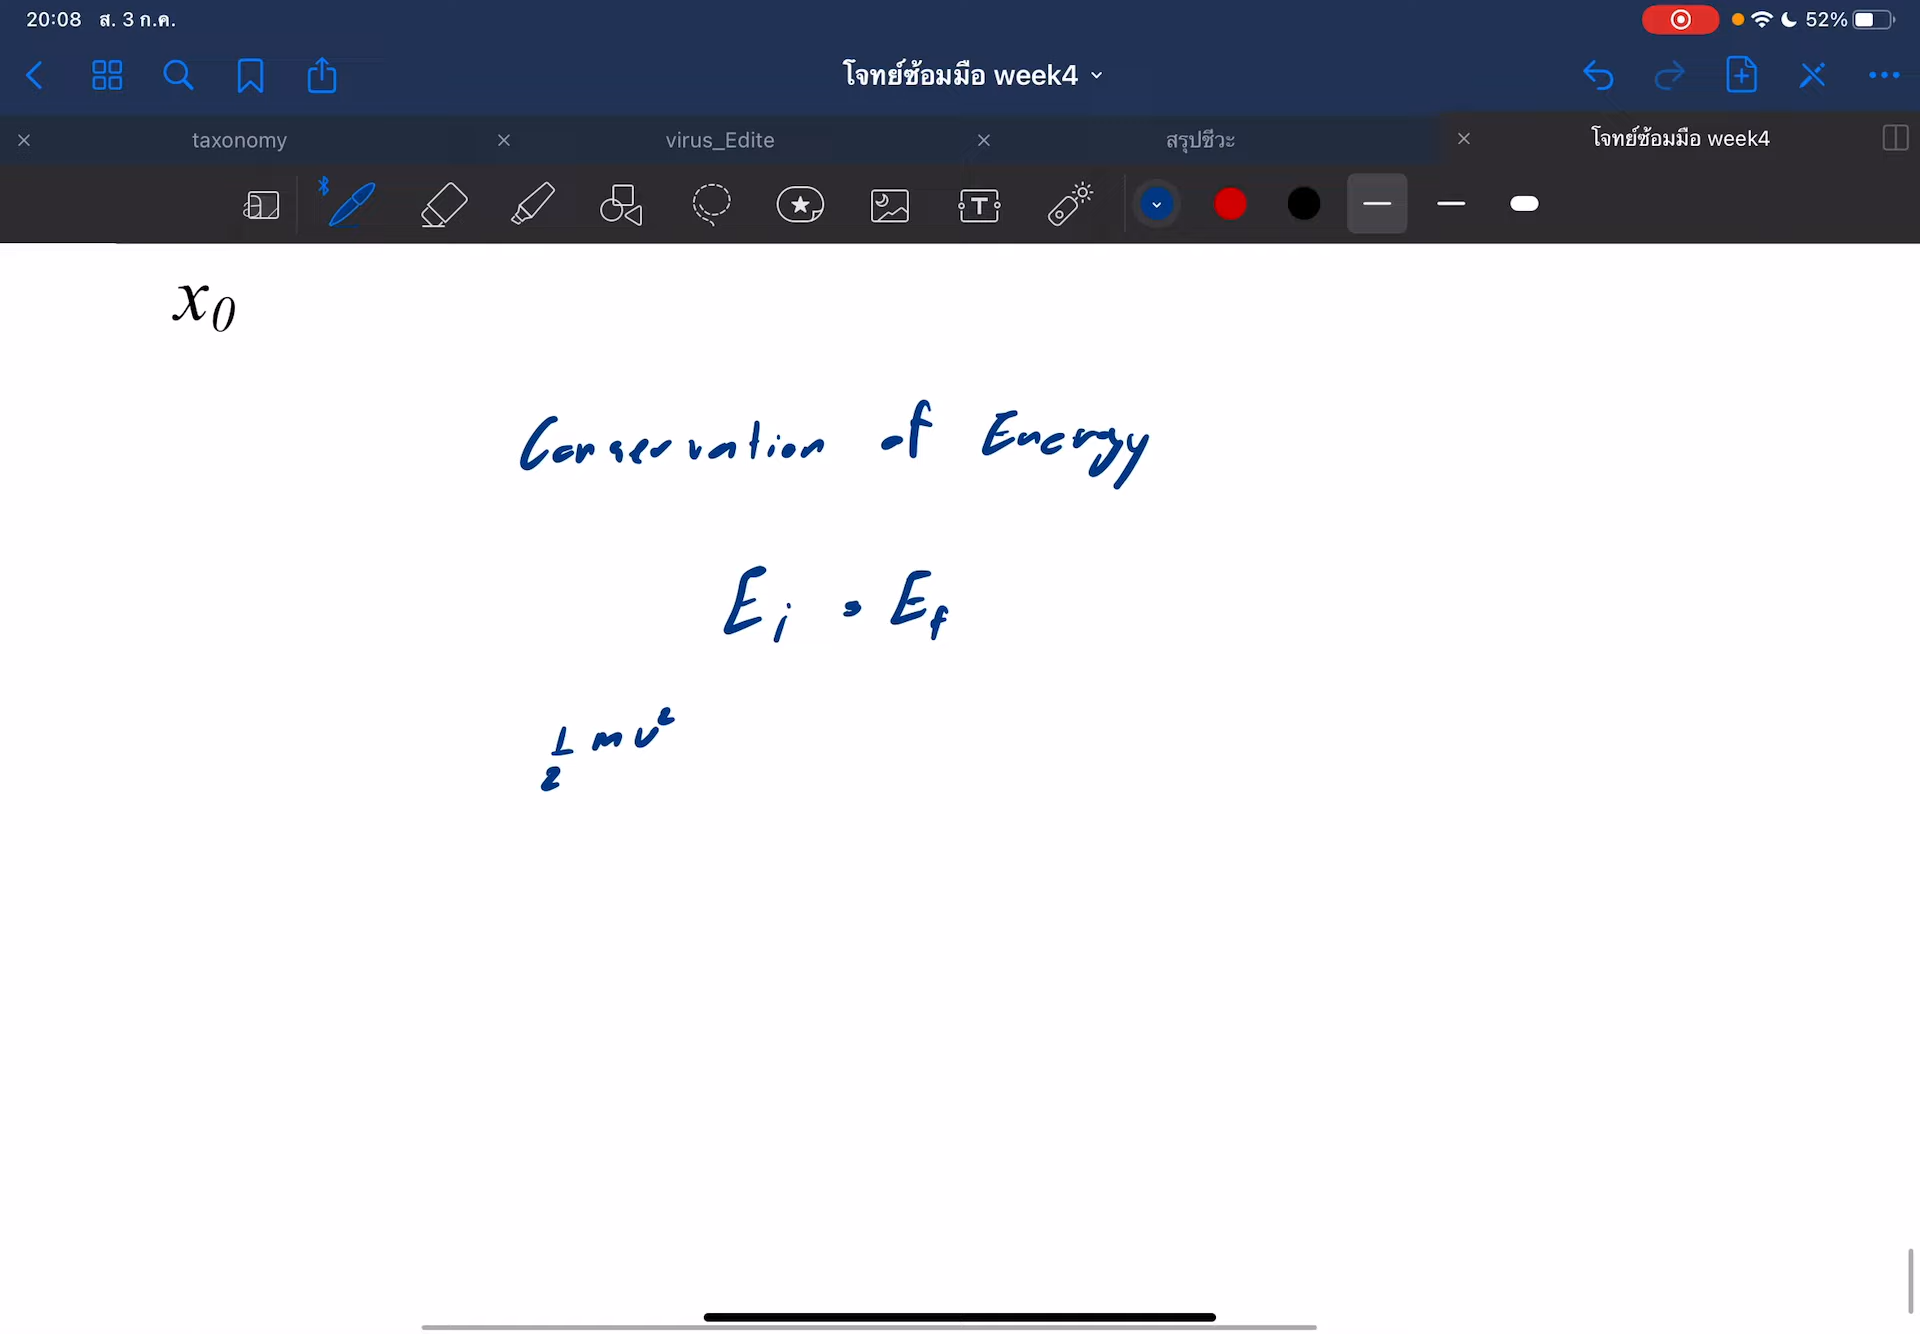 20:08 ส. 3 ก.ค. 52%
โจทย์ซ้อมมือ week4
taxonomy virus_Edite สรุปชีวะ โจทย์ซ้อมมือ week4
x₀
Conservation of Energy
Eᵢ = E_f
1/2 mv²